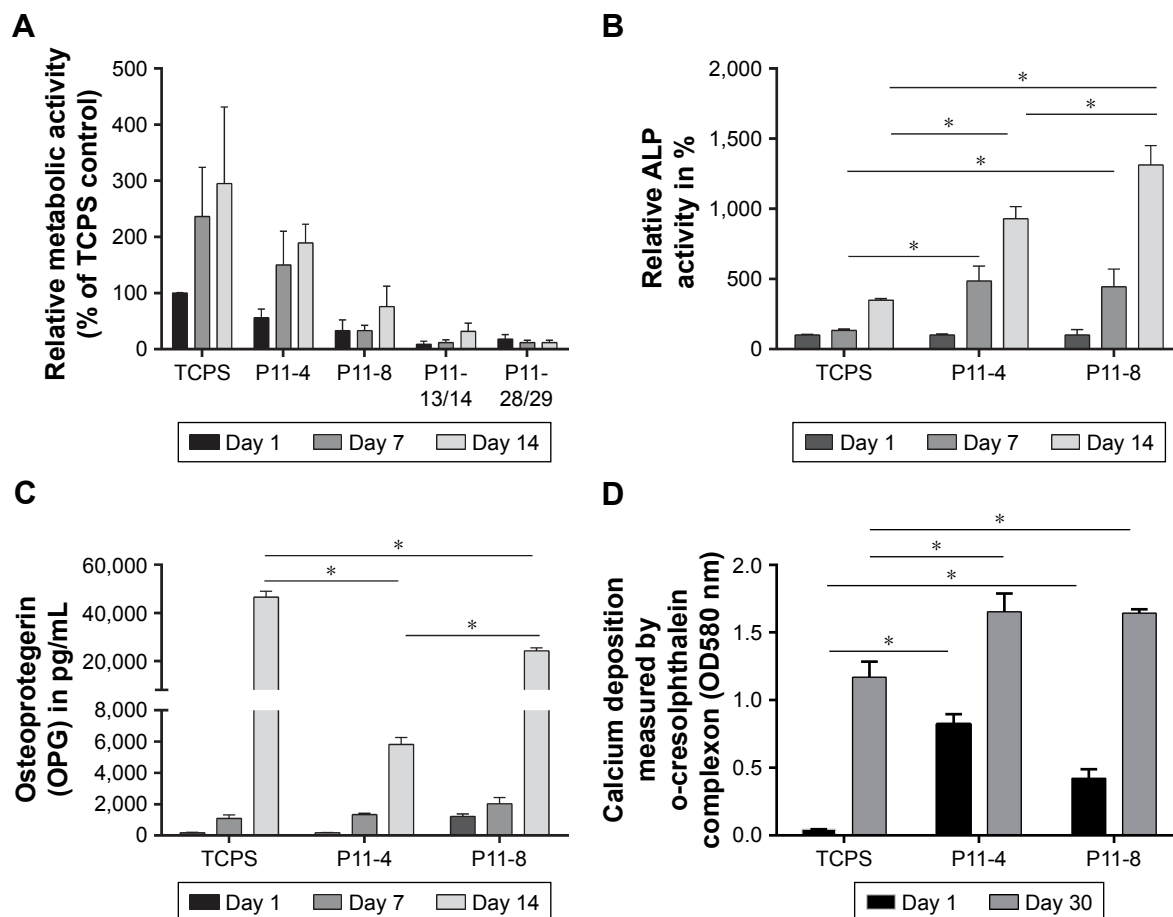 A
Relative metabolic activity
(% of TCPS control)
500
400
300
200
100
0
TCPS
P11-4
P11-8
P11-
13/14
P11-
28/29
Day 1
Day 7
Day 14
B
Relative ALP
activity in %
2,000
1,500
1,000
500
0
*
*
*
*
*
TCPS
P11-4
P11-8
Day 1
Day 7
Day 14
C
Osteoprotegerin
(OPG) in pg/mL
60,000
40,000
20,000
8,000
6,000
4,000
2,000
0
*
*
*
TCPS
P11-4
P11-8
Day 1
Day 7
Day 14
D
Calcium deposition
measured by
o-cresolphthalein
complexon (OD580 nm)
2.0
1.5
1.0
0.5
0.0
*
*
*
*
TCPS
P11-4
P11-8
Day 1
Day 30